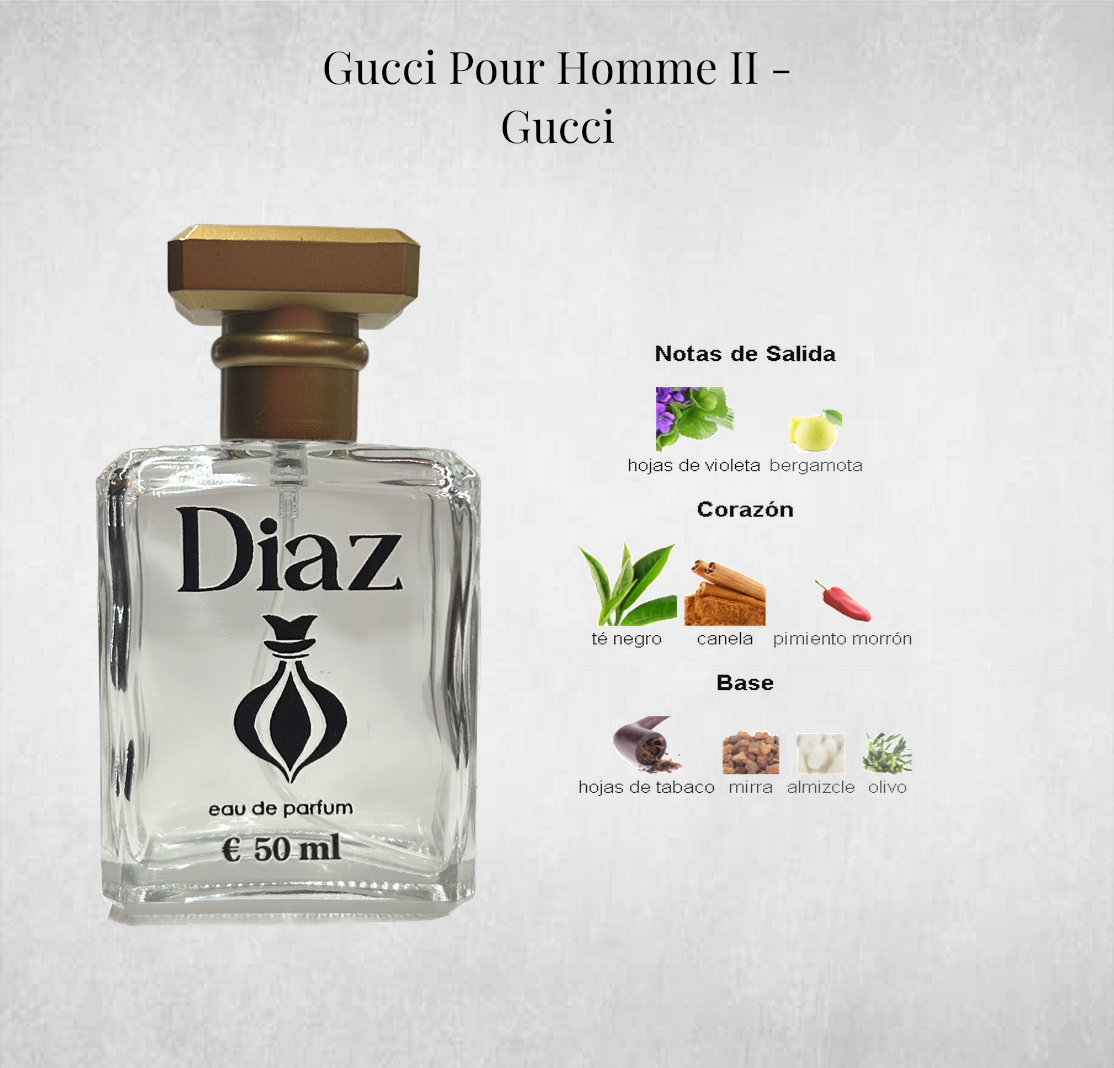 Gucci Pour Homme II -
Gucci
Diaz
eau de parfum
€ 50 ml
Notas de Salida
hojas de violeta bergamota
Corazón
té negro canela pimiento morrón
Base
hojas de tabaco mirra almizcle olivo